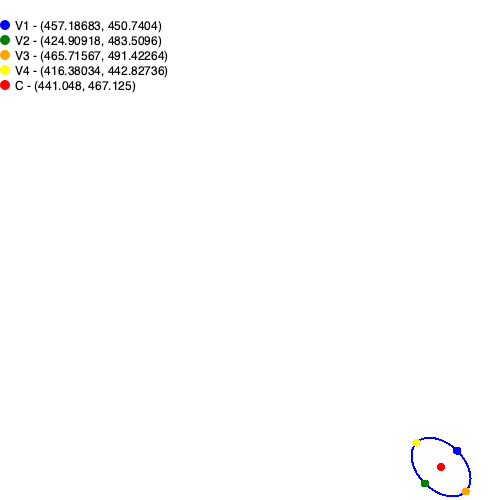 V1 - (457.18683, 450.7404)
V2 - (424.90918, 483.5096)
V3 - (465.71567, 491.42264)
V4 - (416.38034, 442.82736)
C - (441.048, 467.125)